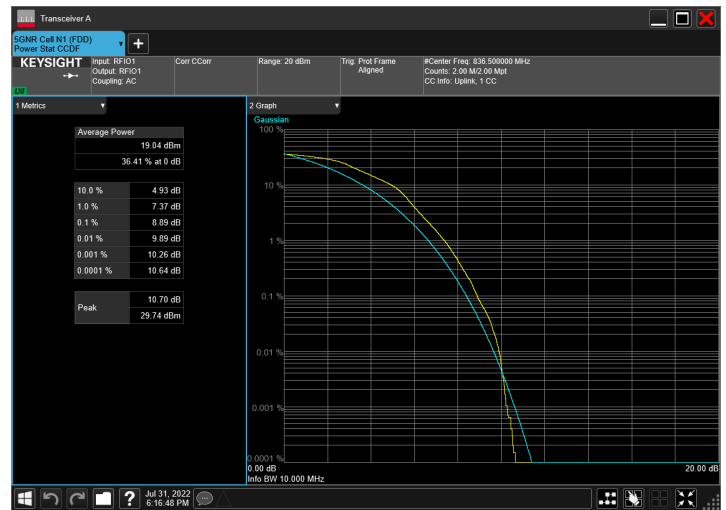 Transceiver A
5GNR Cell N1 (FDD)
Power Stat CCDF
KEYSIGHT
LXI
Input: RFIO1
Output: RFIO1
Coupling: AC
Corr CCorr
Range: 20 dBm
Trig: Prot Frame
Aligned
#Center Freq: 836.500000 MHz
Counts: 2.00 M/2.00 Mpt
CC Info: Uplink, 1 CC
1 Metrics
Average Power
19.04 dBm
36.41 % at 0 dB
10.0 % 4.93 dB
1.0 % 7.37 dB
0.1 % 8.89 dB
0.01 % 9.89 dB
0.001 % 10.26 dB
0.0001 % 10.64 dB
Peak
10.70 dB
29.74 dBm
2 Graph
Gaussian
100 %
10 %
1 %
0.1 %
0.01 %
0.001 %
0.0001 %
0.00 dB
20.00 dB
Info BW 10.000 MHz
?
Jul 31, 2022
6:16:48 PM